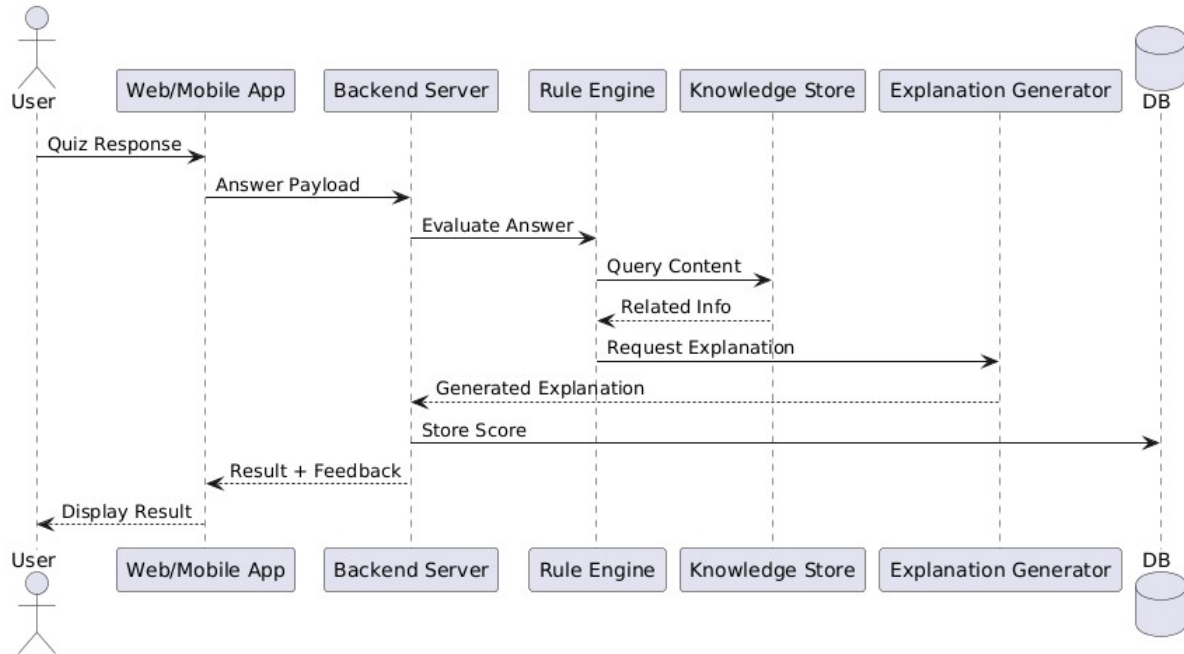 User
Web/Mobile App
Backend Server
Rule Engine
Knowledge Store
Explanation Generator
DB
Quiz Response
Answer Payload
Evaluate Answer
Query Content
Related Info
Request Explanation
Generated Explanation
Store Score
Result + Feedback
Display Result
User
Web/Mobile App
Backend Server
Rule Engine
Knowledge Store
Explanation Generator
DB